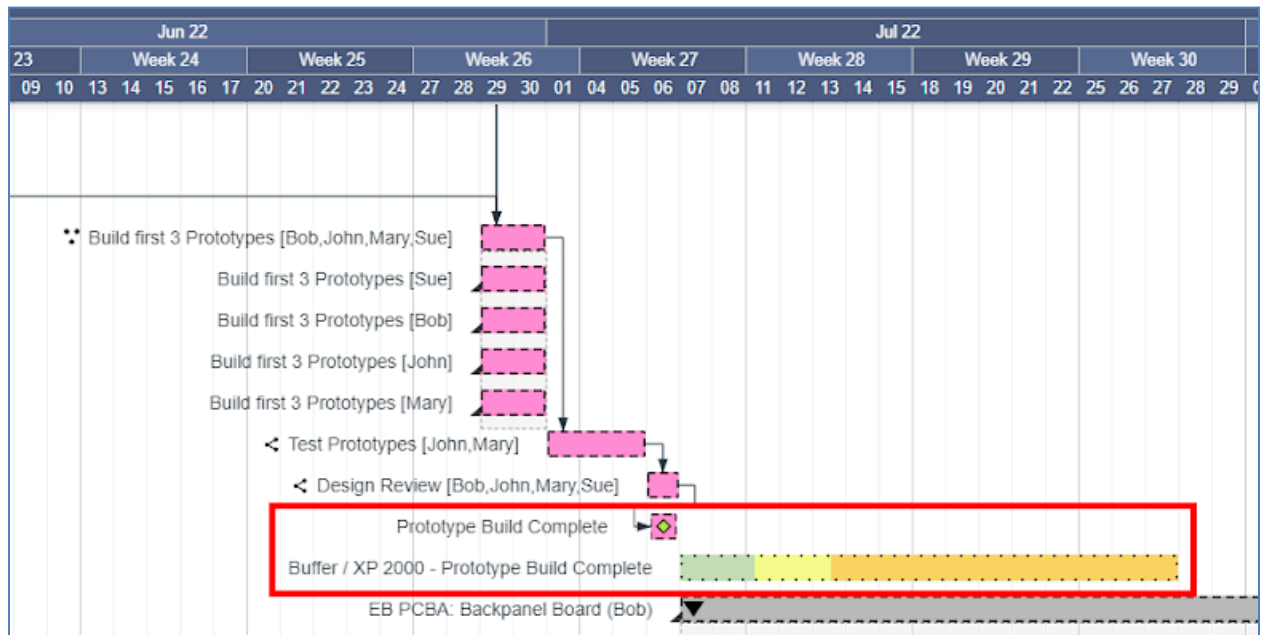 Jun 22 Jul 22
23 Week 24 Week 25 Week 26 Week 27 Week 28 Week 29 Week 30
09 10 13 14 15 16 17 20 21 22 23 24 27 28 29 30 01 04 05 06 07 08 11 12 13 14 15 18 19 20 21 22 25 26 27 28 29
Build first 3 Prototypes [Bob,John,Mary,Sue]
Build first 3 Prototypes [Sue]
Build first 3 Prototypes [Bob]
Build first 3 Prototypes [John]
Build first 3 Prototypes [Mary]
Test Prototypes [John,Mary]
Design Review [Bob,John,Mary,Sue]
Prototype Build Complete
Buffer / XP 2000 - Prototype Build Complete
EB PCBA: Backpanel Board (Bob)